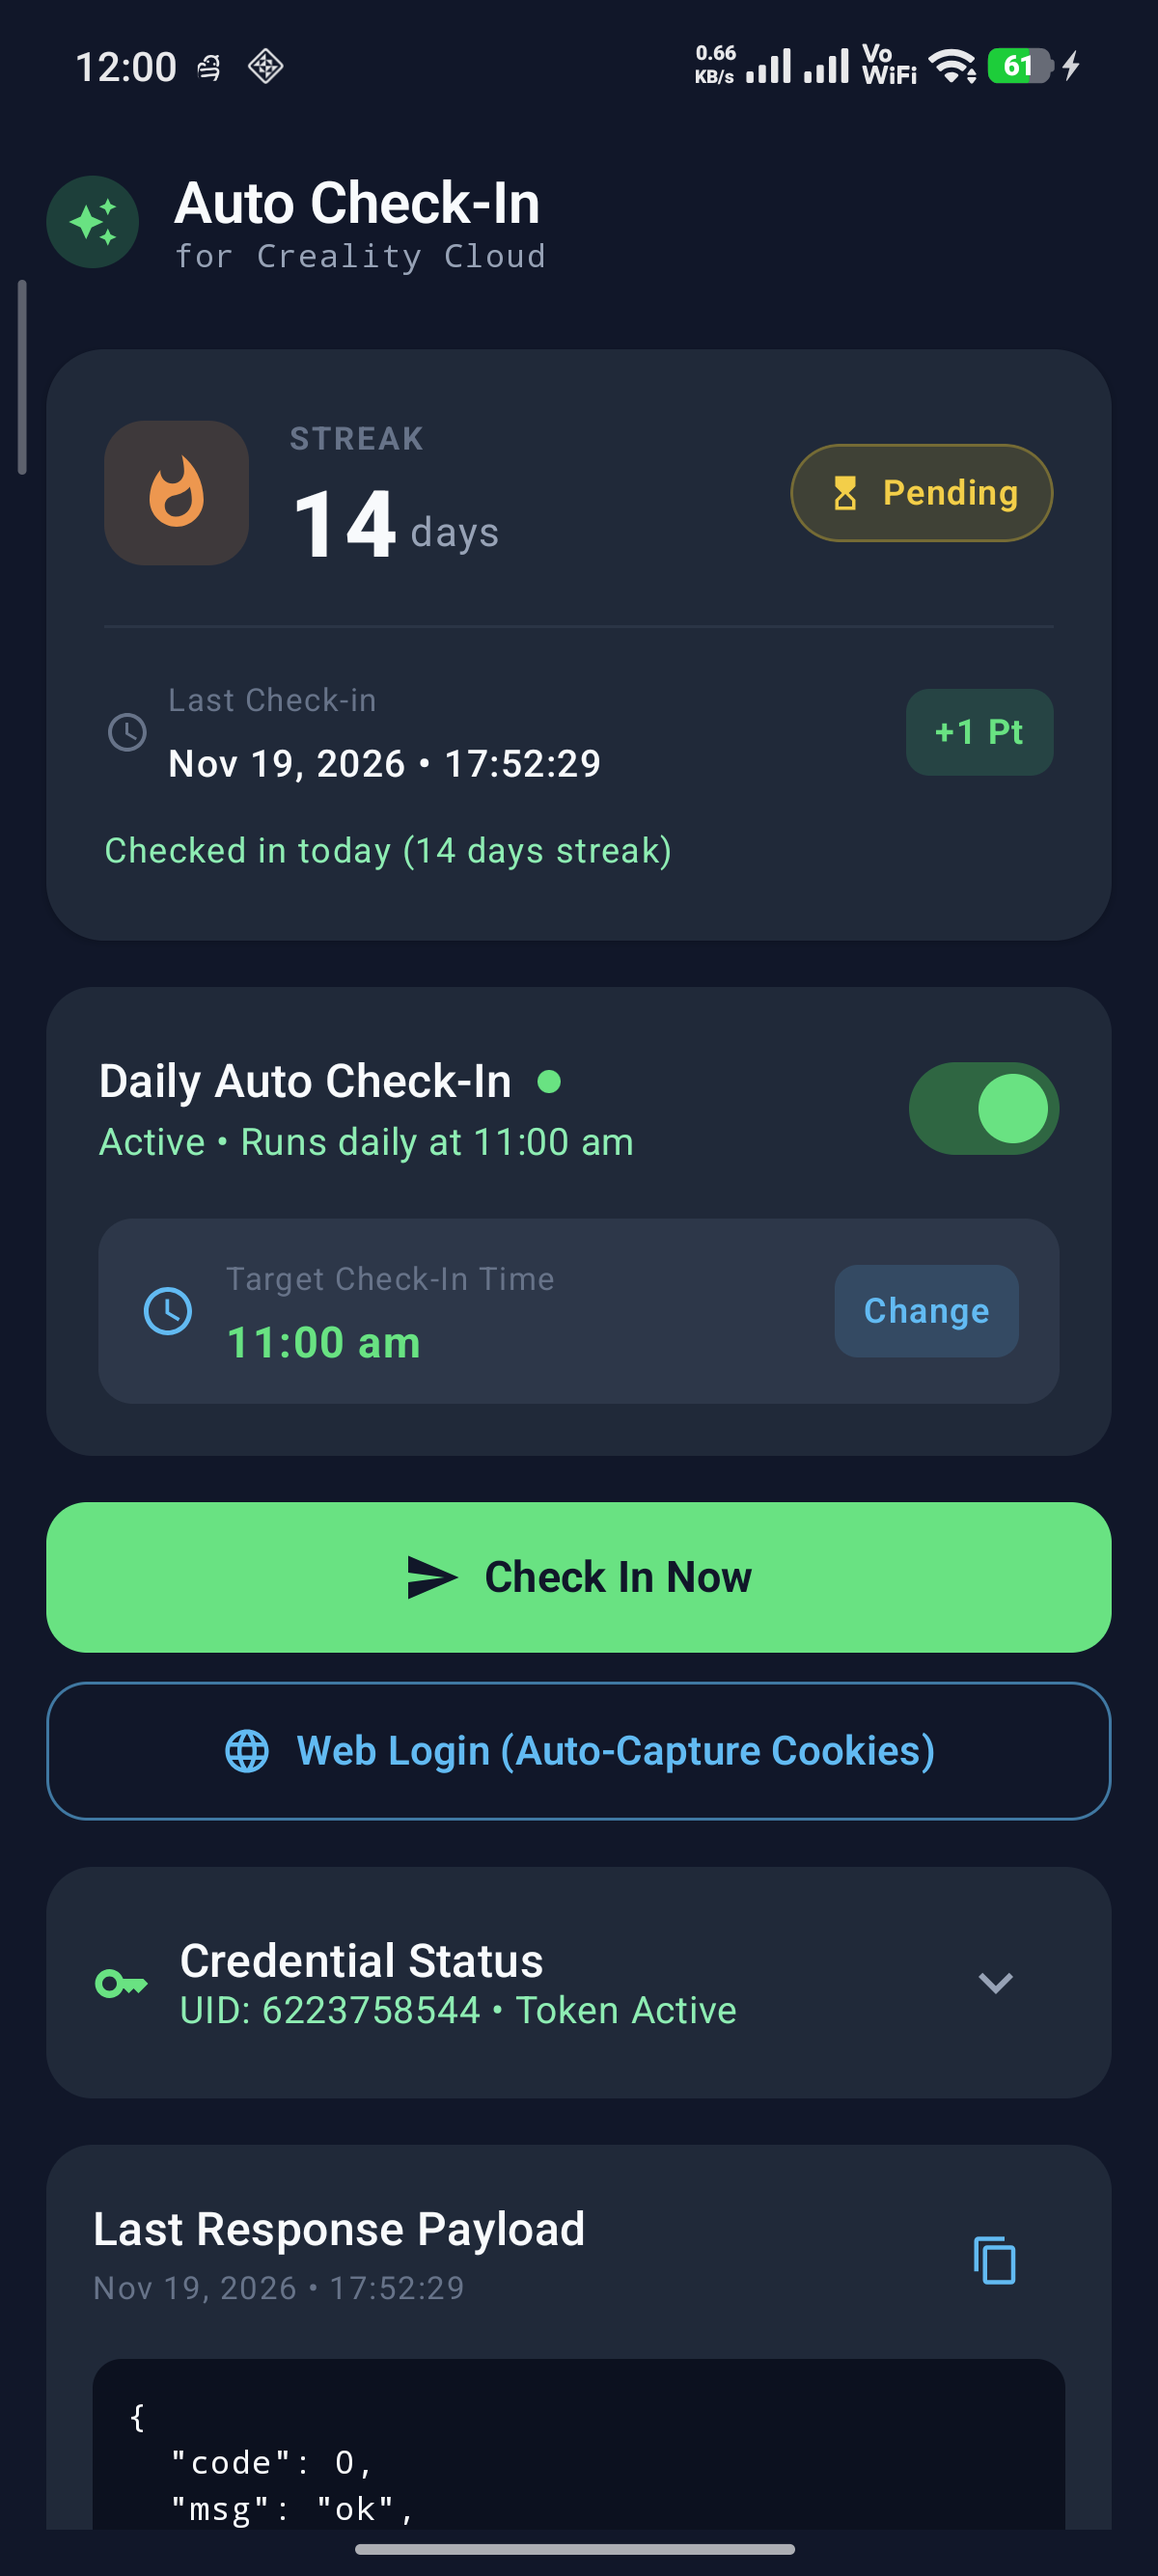 12:00
0.66
KB/s
Vo
WiFi
61
Auto Check-In
for Creality Cloud
STREAK
14 days
Pending
Last Check-in
Nov 19, 2026 • 17:52:29
+1 Pt
Checked in today (14 days streak)
Daily Auto Check-In
Active • Runs daily at 11:00 am
Target Check-In Time
11:00 am
Change
Check In Now
Web Login (Auto-Capture Cookies)
Credential Status
UID: 6223758544 • Token Active
Last Response Payload
Nov 19, 2026 • 17:52:29
{
"code": 0,
"msg": "ok",